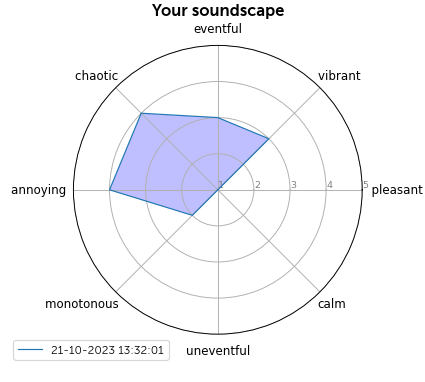 Your soundscape
eventful
chaotic
vibrant
annoying
1
2
3
4
5
pleasant
monotonous
calm
uneventful
21-10-2023 13:32:01